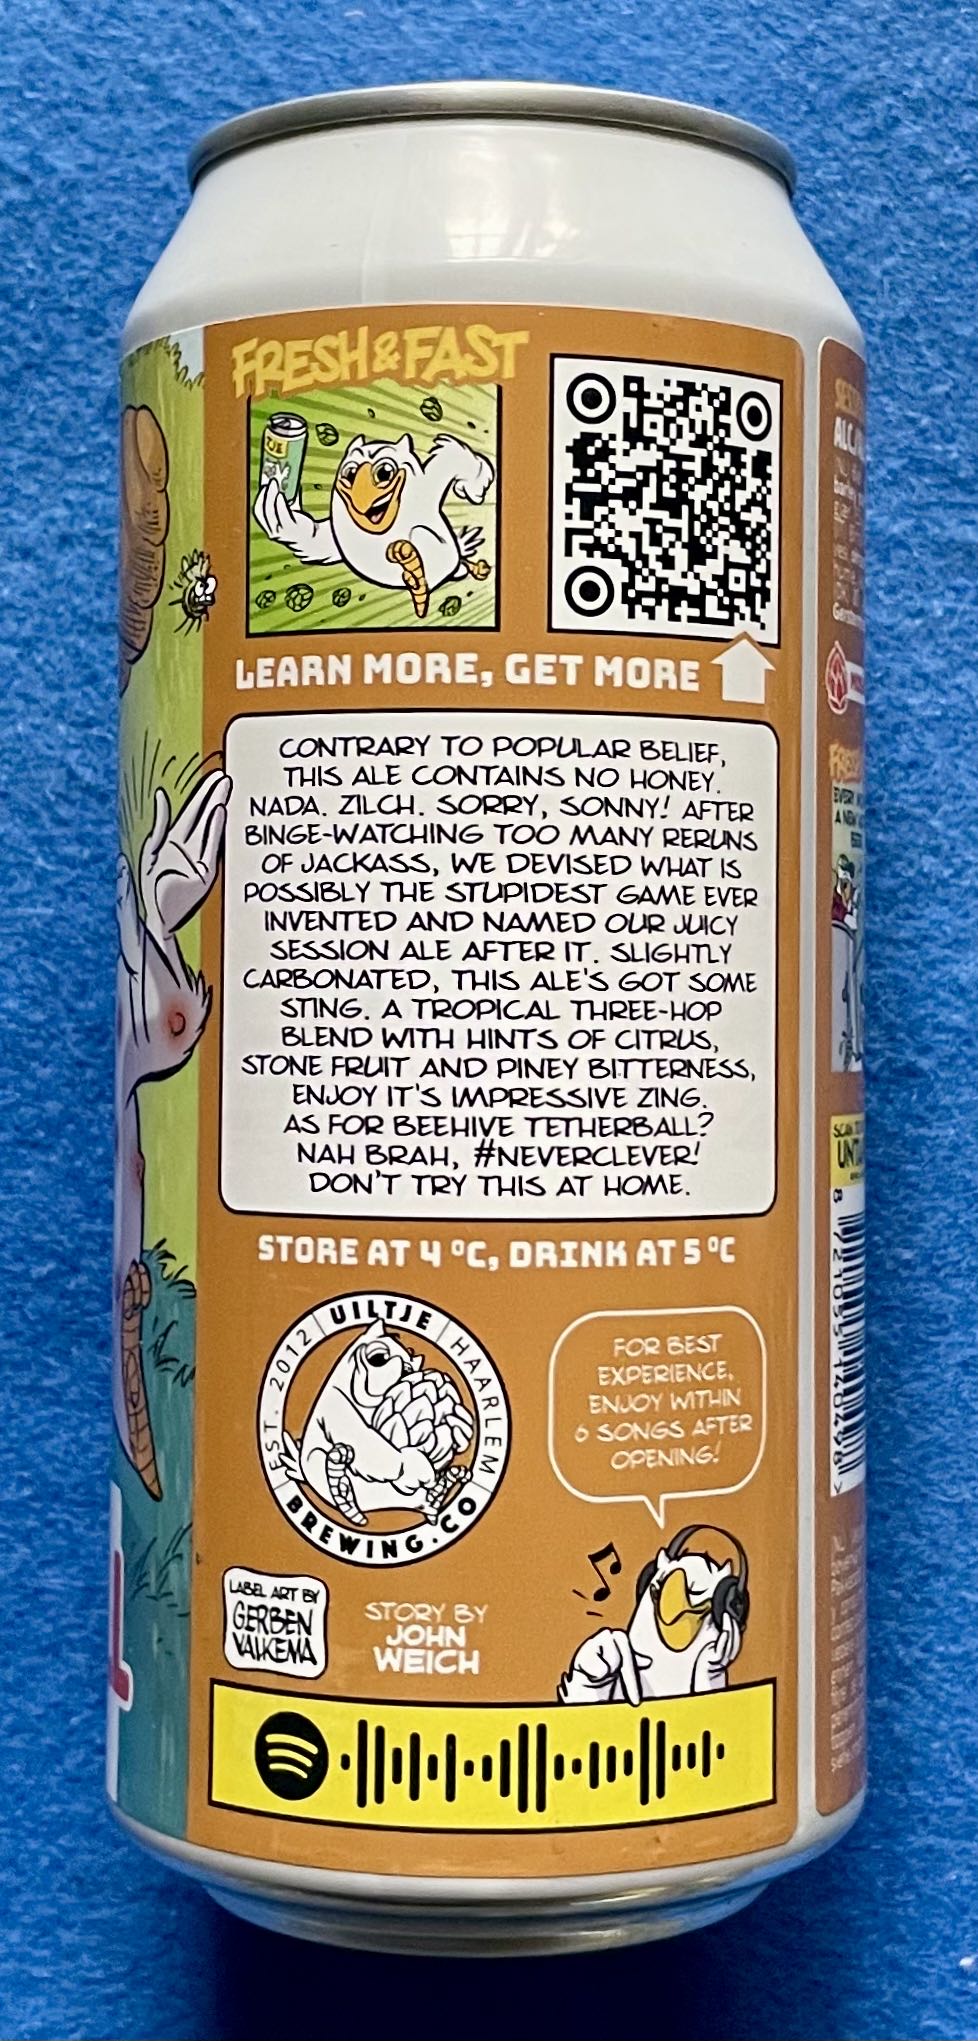 FRESH & FAST
LEARN MORE, GET MORE
CONTRARY TO POPULAR BELIEF,
THIS ALE CONTAINS NO HONEY.
NADA. ZILCH. SORRY, SONNY! AFTER
BINGE-WATCHING TOO MANY RERUNS
OF JACKASS, WE DEVISED WHAT IS
POSSIBLY THE STUPIDEST GAME EVER
INVENTED AND NAMED OUR JUICY
SESSION ALE AFTER IT. SLIGHTLY
CARBONATED, THIS ALE'S GOT SOME
STING. A TROPICAL THREE-HOP
BLEND WITH HINTS OF CITRUS,
STONE FRUIT AND PINEY BITTERNESS,
ENJOY IT'S IMPRESSIVE ZING.
AS FOR BEEHIVE TETHERBALL?
NAH BRAH, #NEVERCLEVER!
DON'T TRY THIS AT HOME.
STORE AT 4 °C, DRINK AT 5 °C
EST. 2012 UILTJE HAARLEM
BREWING.CO
FOR BEST
EXPERIENCE,
ENJOY WITHIN
6 SONGS AFTER
OPENING!
LABEL ART BY
GERBEN
VALKEMA
STORY BY
JOHN
WEICH